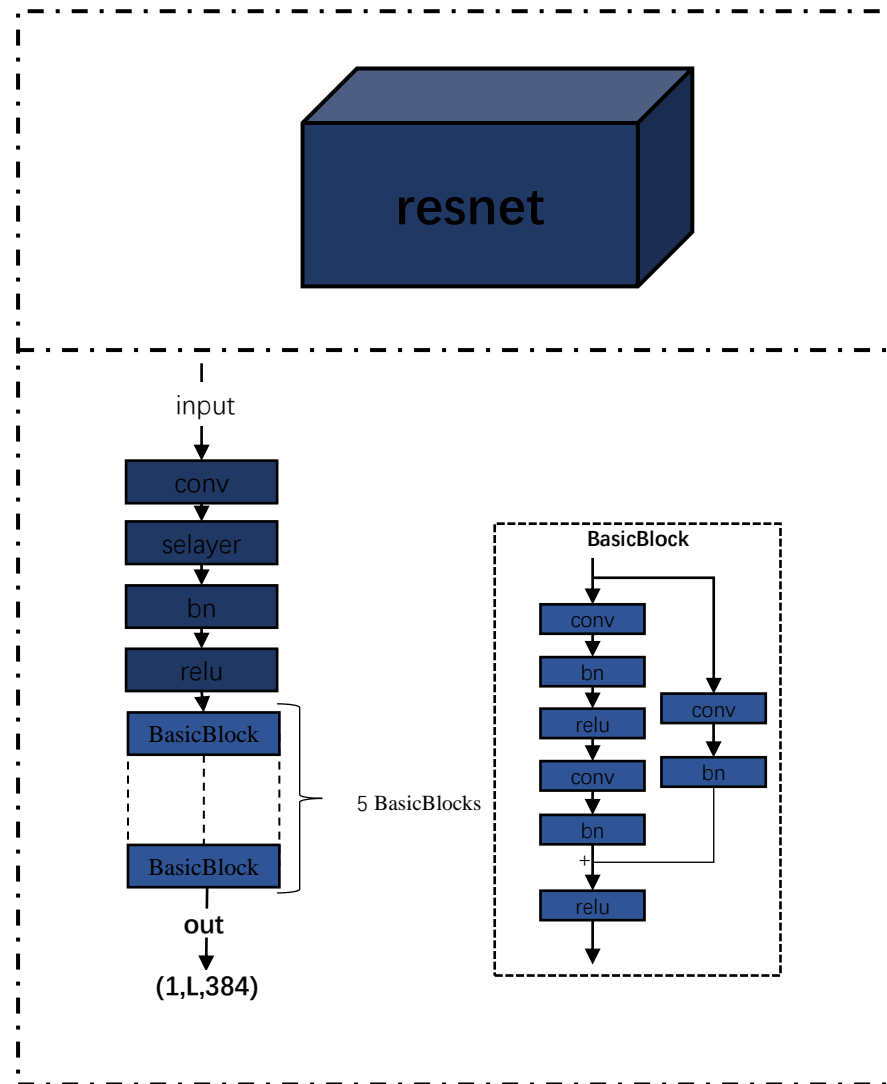 resnet
input
conv
selayer
bn
relu
BasicBlock
5 BasicBlocks
BasicBlock
out
(1,L,384)
BasicBlock
conv
bn
relu
conv
bn
+
relu
conv
bn